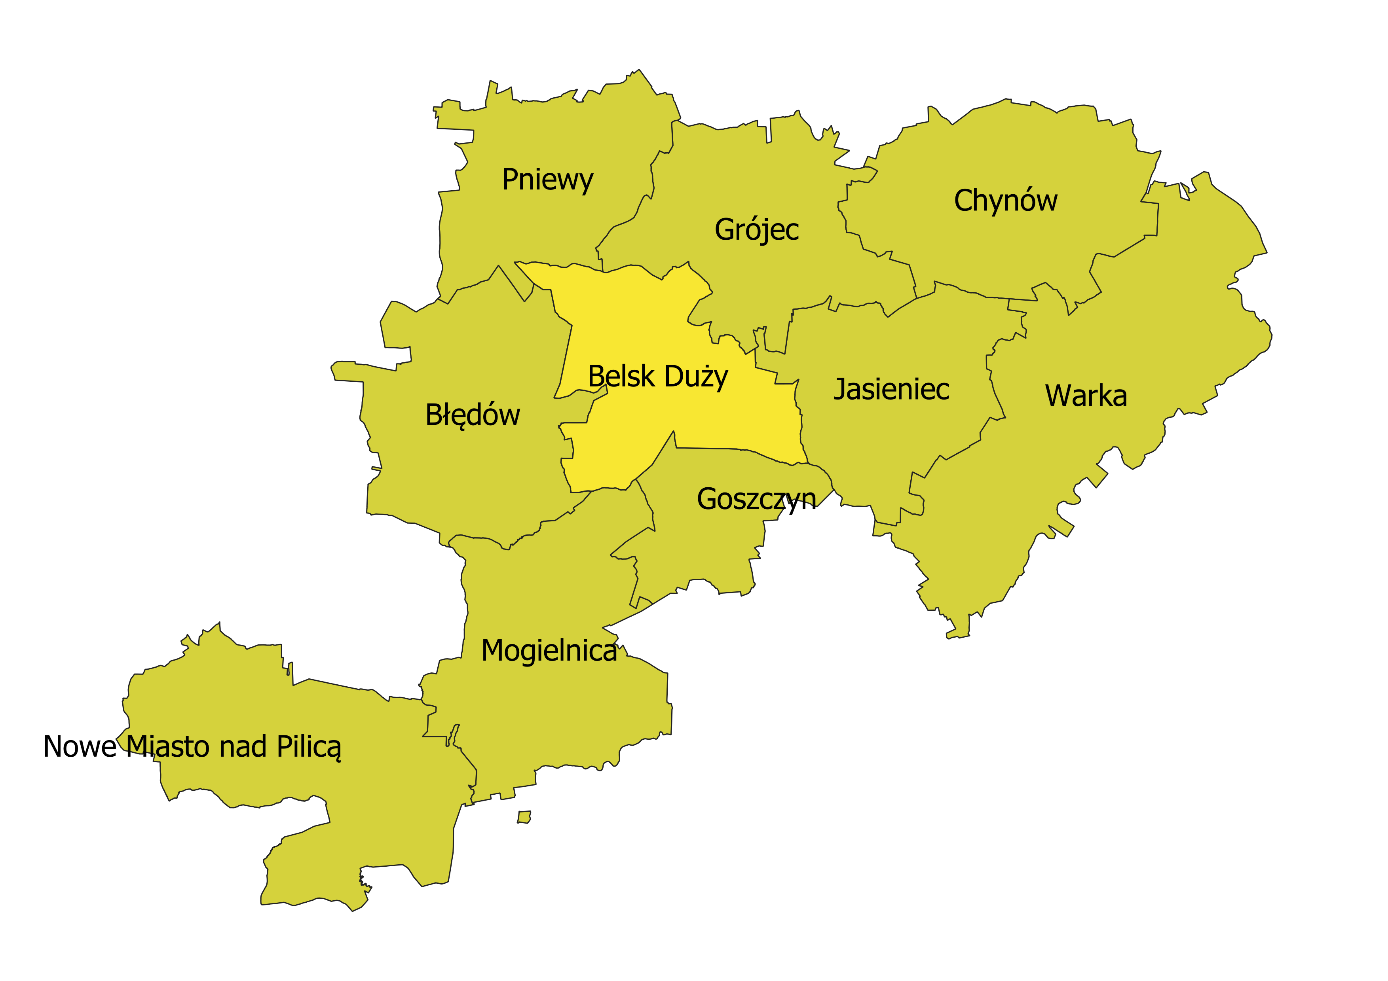 Pniewy
Chynów
Grójec
Belsk Duży
Jasieniec
Warka
Błędów
Goszczyn
Mogielnica
Nowe Miasto nad Pilicą